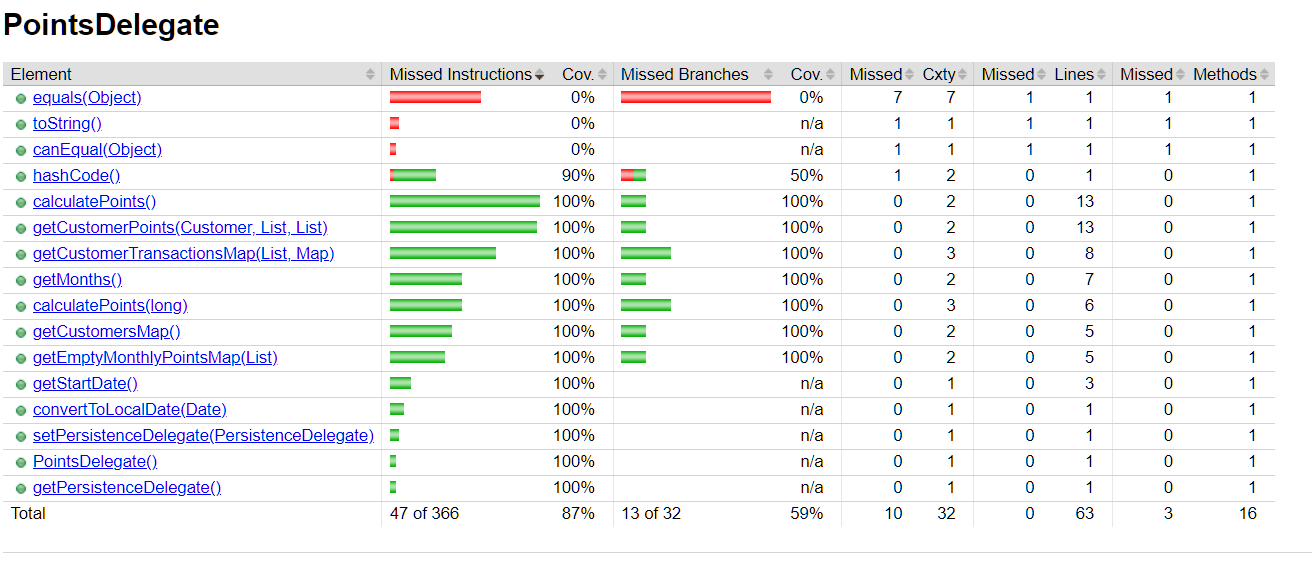 PointsDelegate
Element Missed Instructions Cov. Missed Branches Cov. Missed Cxty Missed Lines Missed Methods
equals(Object) 0% 0% 7 7 1 1 1 1
toString() 0% n/a 1 1 1 1 1 1
canEqual(Object) 0% n/a 1 1 1 1 1 1
hashCode() 90% 50% 1 2 0 1 0 1
calculatePoints() 100% 100% 0 2 0 13 0 1
getCustomerPoints(Customer, List, List) 100% 100% 0 2 0 13 0 1
getCustomerTransactionsMap(List, Map) 100% 100% 0 3 0 8 0 1
getMonths() 100% 100% 0 2 0 7 0 1
calculatePoints(long) 100% 100% 0 3 0 6 0 1
getCustomersMap() 100% 100% 0 2 0 5 0 1
getEmptyMonthlyPointsMap(List) 100% 100% 0 2 0 5 0 1
getStartDate() 100% n/a 0 1 0 3 0 1
convertToLocalDate(Date) 100% n/a 0 1 0 1 0 1
setPersistenceDelegate(PersistenceDelegate) 100% n/a 0 1 0 1 0 1
PointsDelegate() 100% n/a 0 1 0 1 0 1
getPersistenceDelegate() 100% n/a 0 1 0 1 0 1
Total 47 of 366 87% 13 of 32 59% 10 32 0 63 3 16